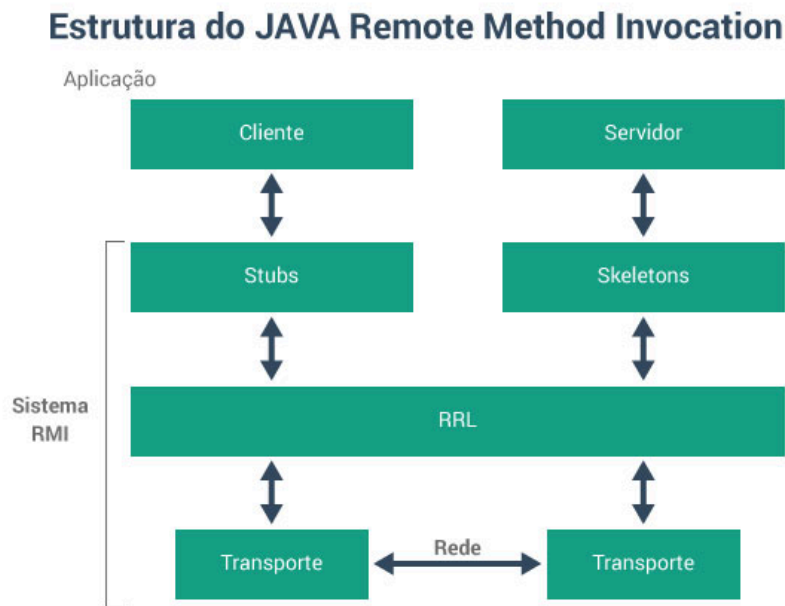 Estrutura do JAVA Remote Method Invocation
Aplicação
Cliente
Servidor
Stubs
Skeletons
Sistema
RMI
RRL
Rede
Transporte
Transporte